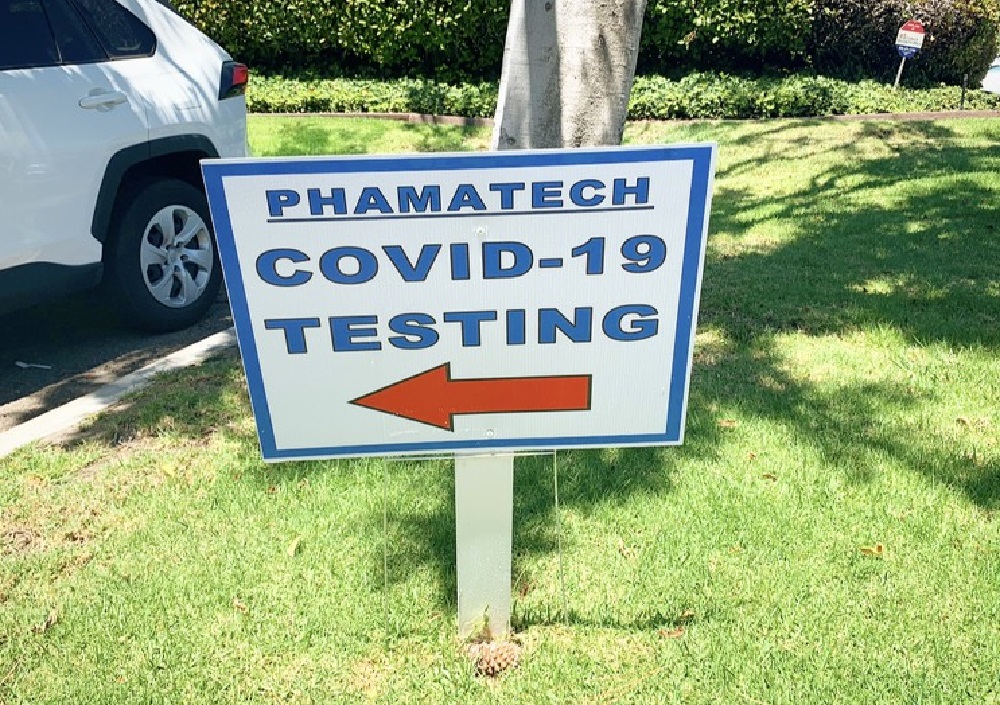 PHAMATECH
COVID-19
TESTING